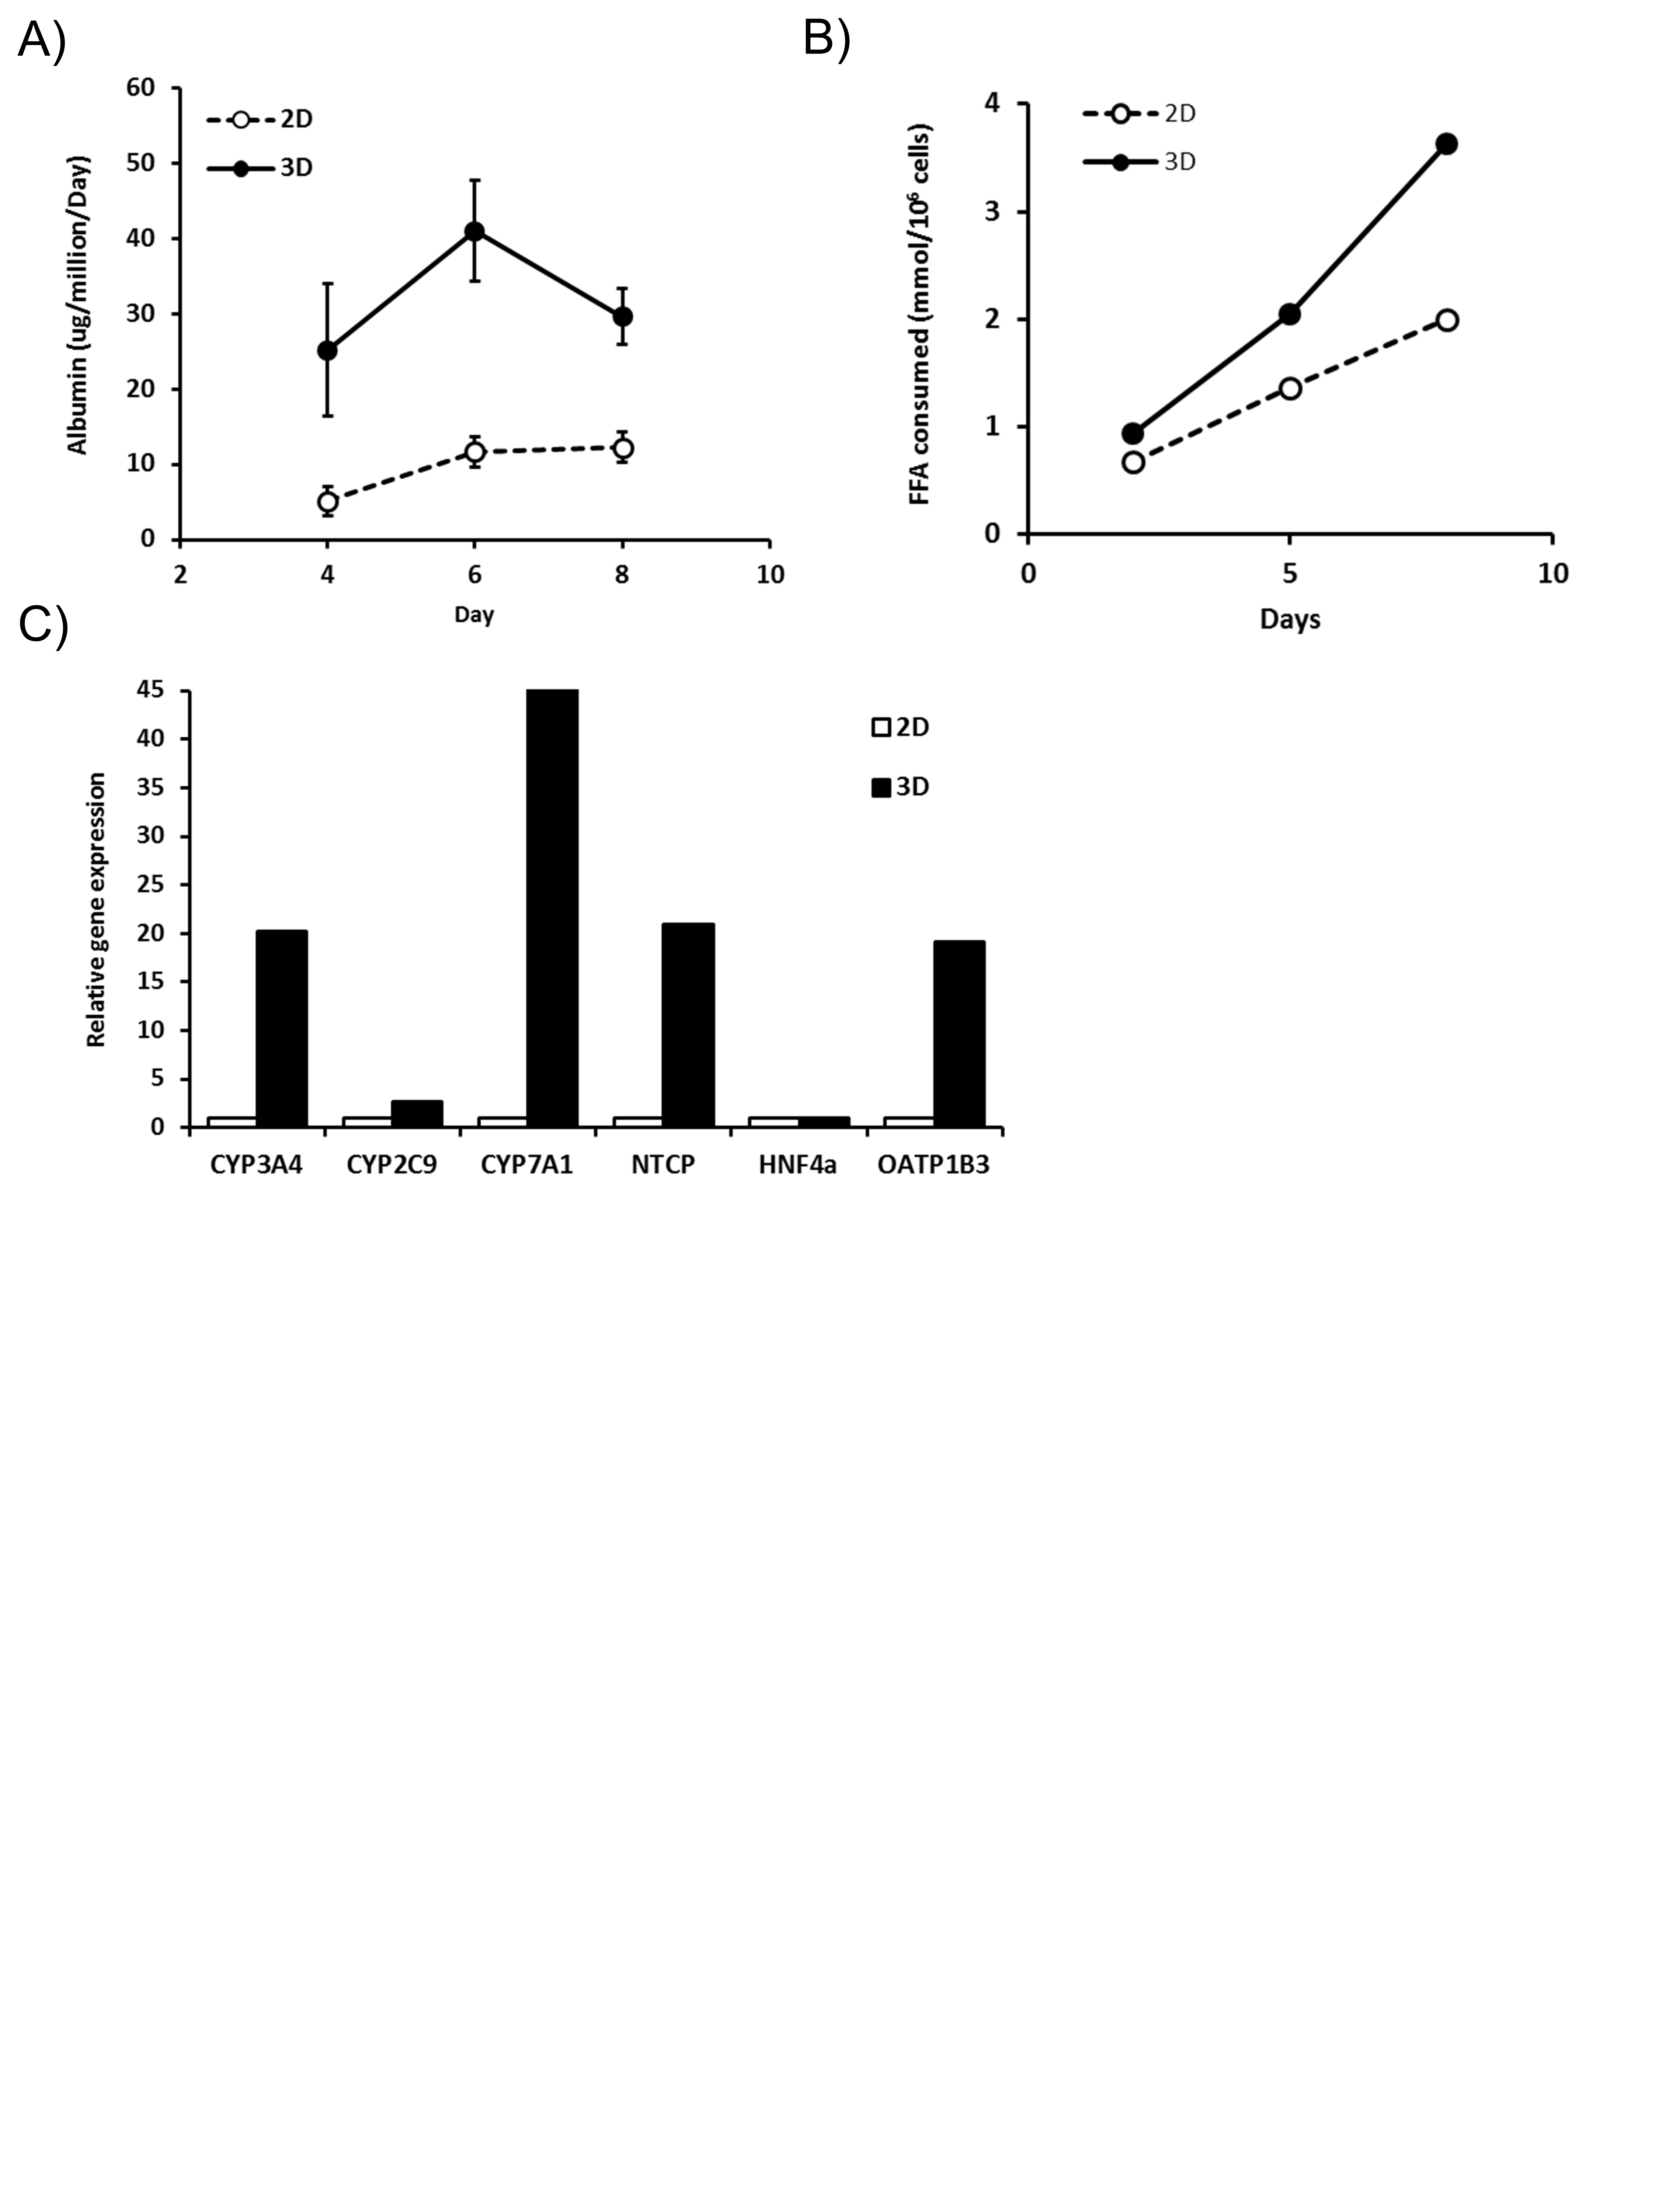 A)
60
50
40
30
20
10
0
2D
3D
Albumin (ug/million/Day)
2 4 6 8 10
Day
B)
4
3
2
1
0
2D
3D
FFA consumed (mmol/10⁶ cells)
0 5 10
Days
C)
45
40
35
30
25
20
15
10
5
0
2D
3D
Relative gene expression
CYP3A4 CYP2C9 CYP7A1 NTCP HNF4a OATP1B3